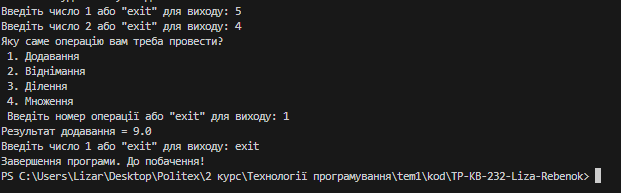 Введіть число 1 або "exit" для виходу: 5
Введіть число 2 або "exit" для виходу: 4
Яку саме операцію вам треба провести?
1. Додавання
2. Віднімання
3. Ділення
4. Множення
Введіть номер операції або "exit" для виходу: 1
Результат додавання = 9.0
Введіть число 1 або "exit" для виходу: exit
Завершення програми. До побачення!
PS C:\Users\Lizar\Desktop\Politex\2 курс\Технології програмування\tem1\kod\TP-KB-232-Liza-Rebenok>